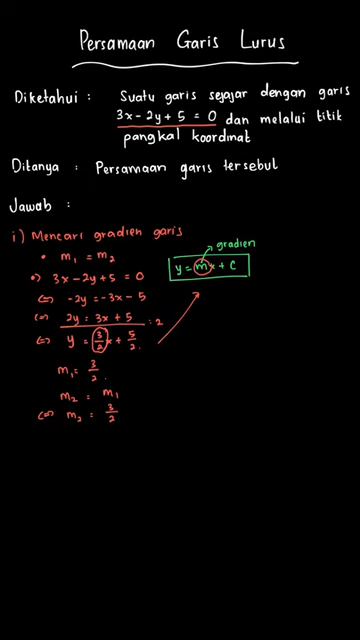 Persamaan Garis Lurus
Diketahui : Suatu garis sejajar dengan garis
3x - 2y + 5 = 0 dan melalui titik
pangkal koordinat
Ditanya : Persamaan garis tersebut
Jawab :
i) Mencari gradien garis
• m₁ = m₂
gradien
y = mx + c
•) 3x - 2y + 5 = 0
⇔ -2y = -3x - 5
⇔ 2y = 3x + 5
:2
⇔ y = 3/2 x + 5/2
m₁ = 3/2
m₂ = m₁
⇔ m₂ = 3/2